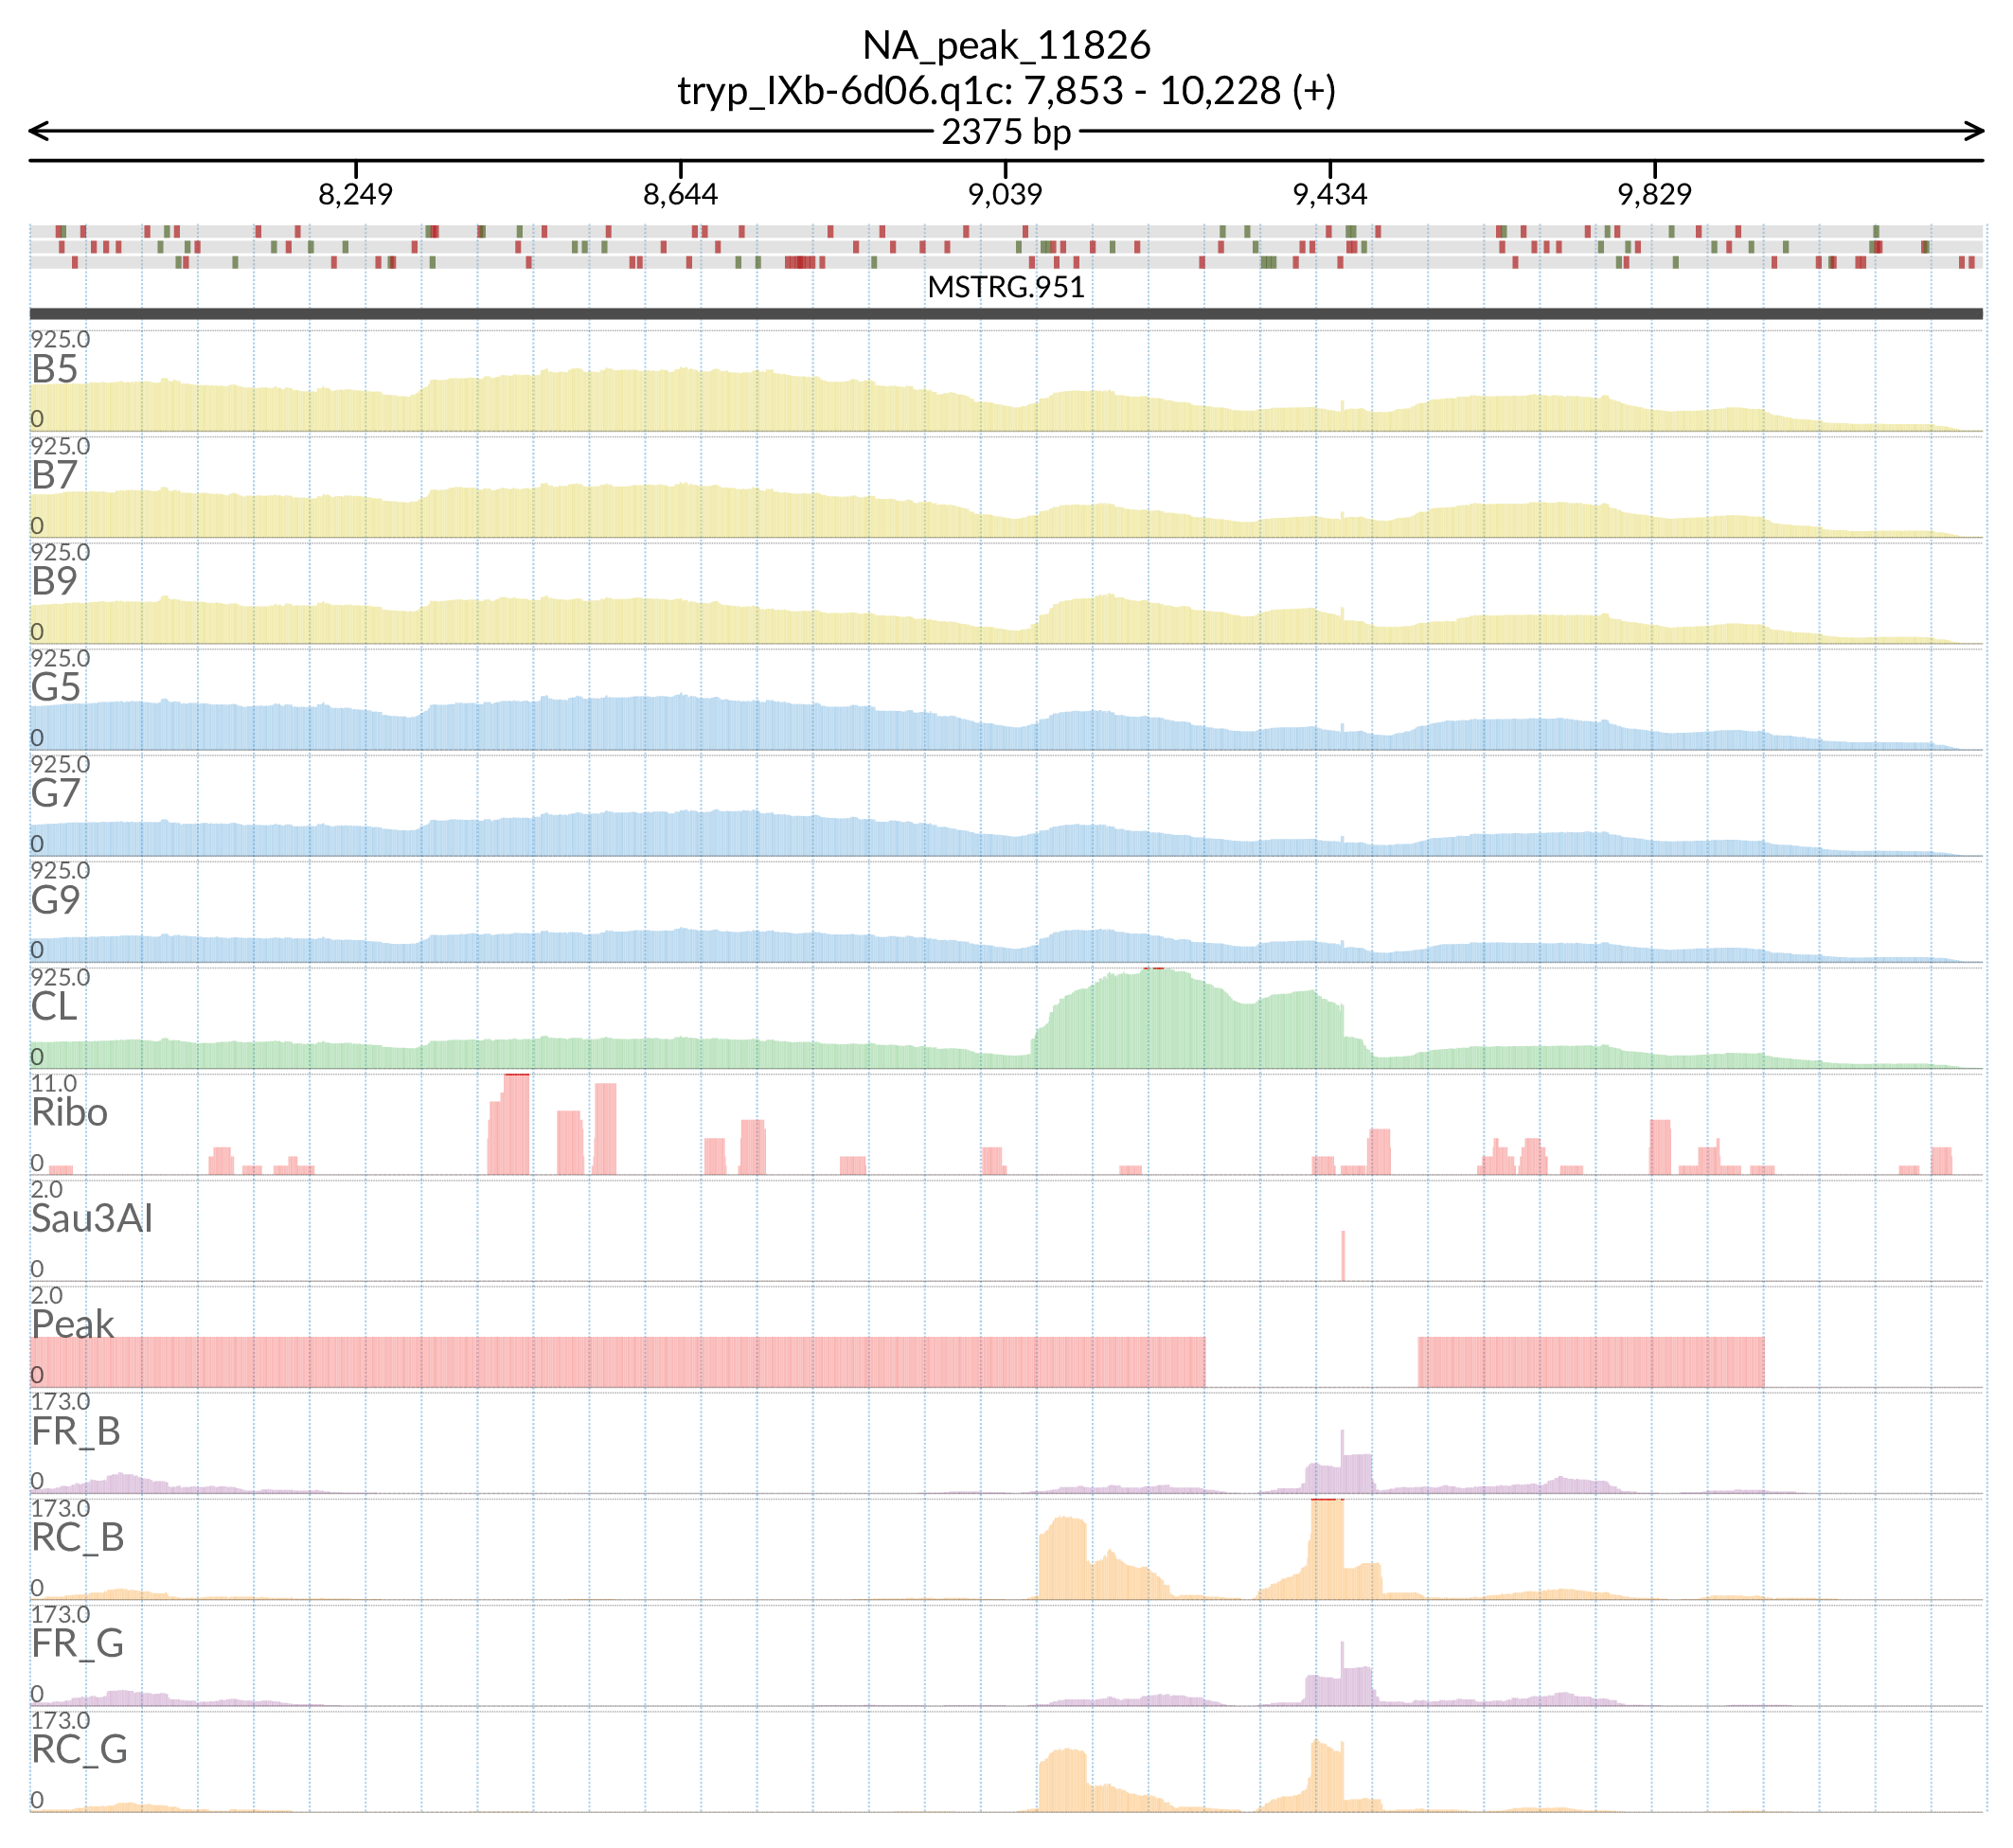 NA_peak_11826
tryp_IXb-6d06.q1c: 7,853 - 10,228 (+)
2375 bp
8,249 8,644 9,039 9,434 9,829
MSTRG.951
925.0
B5
0
925.0
B7
0
925.0
B9
0
925.0
G5
0
925.0
G7
0
925.0
G9
0
925.0
CL
0
11.0
Ribo
0
2.0
Sau3AI
0
2.0
Peak
0
173.0
FR_B
0
173.0
RC_B
0
173.0
FR_G
0
173.0
RC_G
0